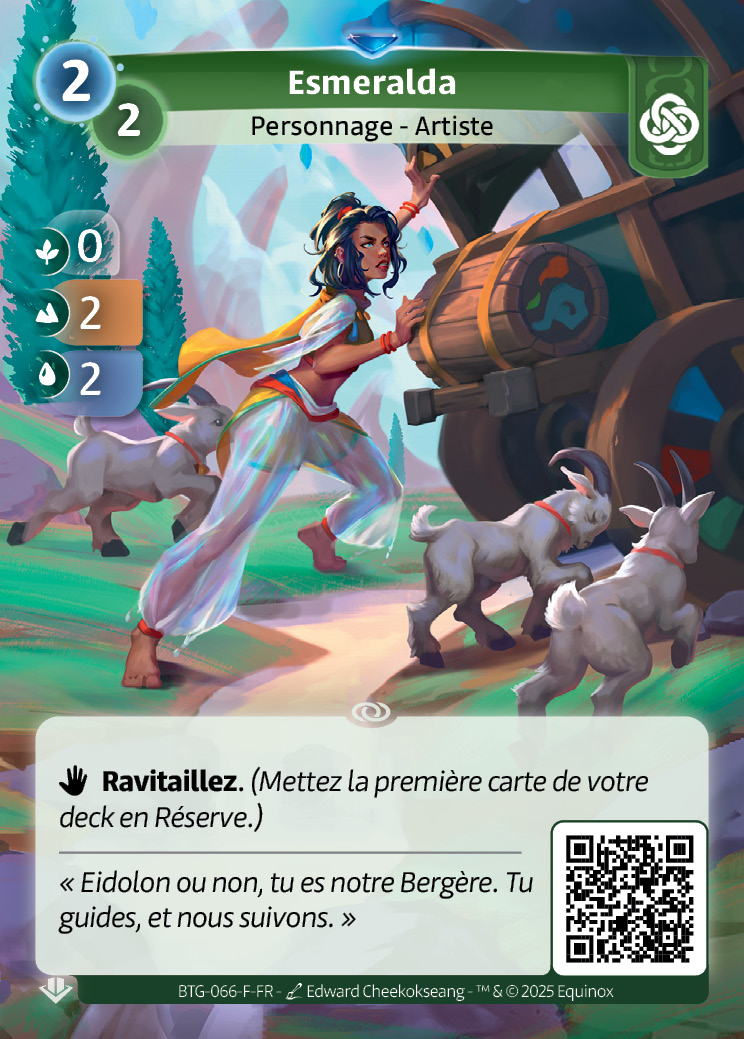 2
Esmeralda
2
Personnage - Artiste
0
2
2
Ravitaillez. (Mettez la première carte de votre
deck en Réserve.)
« Eidolon ou non, tu es notre Bergère. Tu
guides, et nous suivons. »
BTG-066-F-FR - Edward Cheekokseang - ™ & © 2025 Equinox